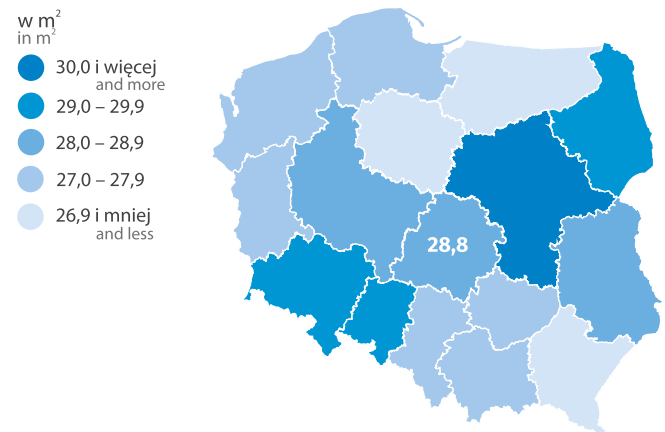 w m²
in m²
30,0 i więcej
and more
29,0 – 29,9
28,0 – 28,9
27,0 – 27,9
26,9 i mniej
and less
28,8